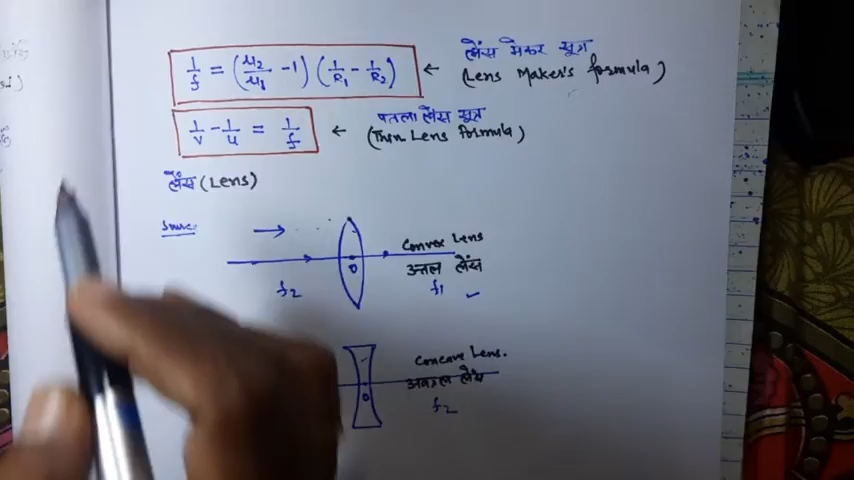 1/f = (μ2/μ1 - 1) (1/R1 - 1/R2) ← लेंस मेकर सूत्र
(Lens Maker's formula)
1/v - 1/u = 1/f ← पतला लेंस सूत्र
(Thin Lens formula)
लेंस (Lens)
Convex Lens
O
उत्तल लेंस
f2
f1
Concave Lens.
अवतल लेंस
O
f2